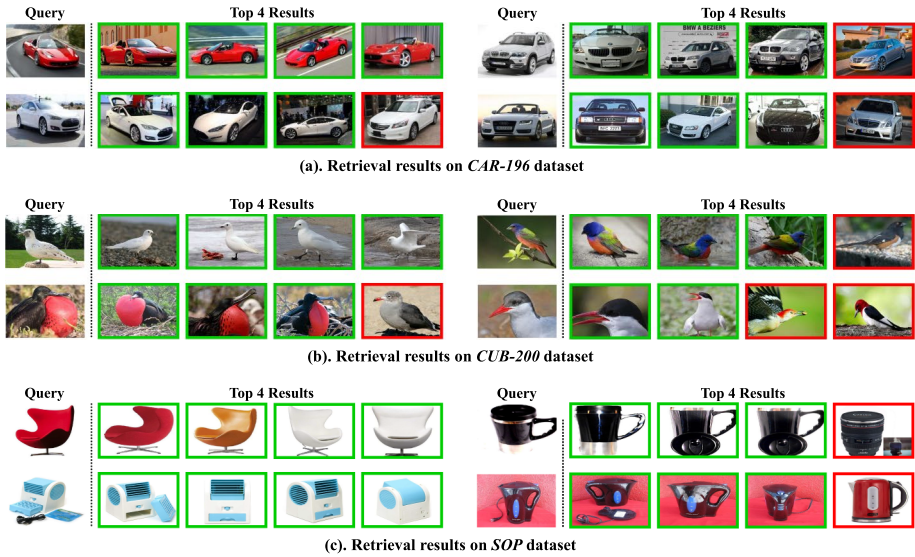 Query Top 4 Results Query Top 4 Results
BMW A BEZIERS
(a). Retrieval results on CAR-196 dataset
Query Top 4 Results Query Top 4 Results
(b). Retrieval results on CUB-200 dataset
Query Top 4 Results Query Top 4 Results
(c). Retrieval results on SOP dataset